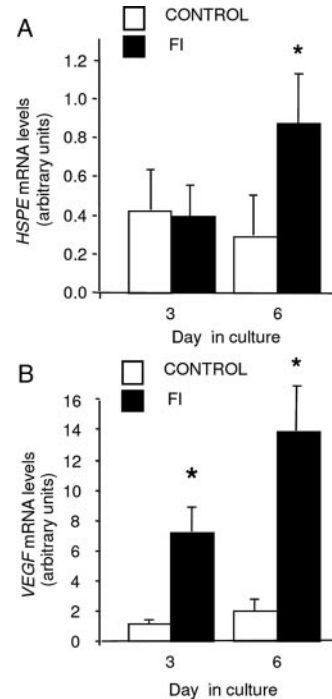 A
CONTROL
FI
HSPE mRNA levels
(arbitrary units)
1.2
1.0
0.8
0.6
0.4
0.2
0.0
*
3
6
Day in culture
B
CONTROL
FI
VEGF mRNA levels
(arbitrary units)
16
14
12
10
8
6
4
2
0
*
*
3
6
Day in culture